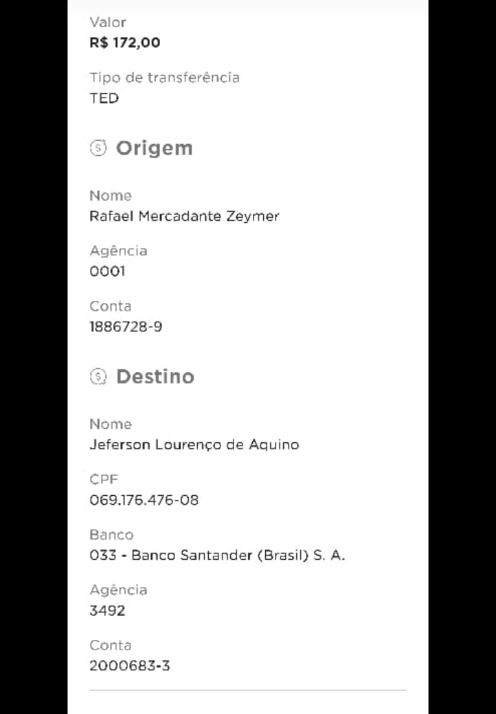 Valor
R$ 172,00
Tipo de transferência
TED
Origem
Nome
Rafael Mercadante Zeymer
Agência
0001
Conta
1886728-9
Destino
Nome
Jeferson Lourenço de Aquino
CPF
069.176.476-08
Banco
033 - Banco Santander (Brasil) S. A.
Agência
3492
Conta
2000683-3